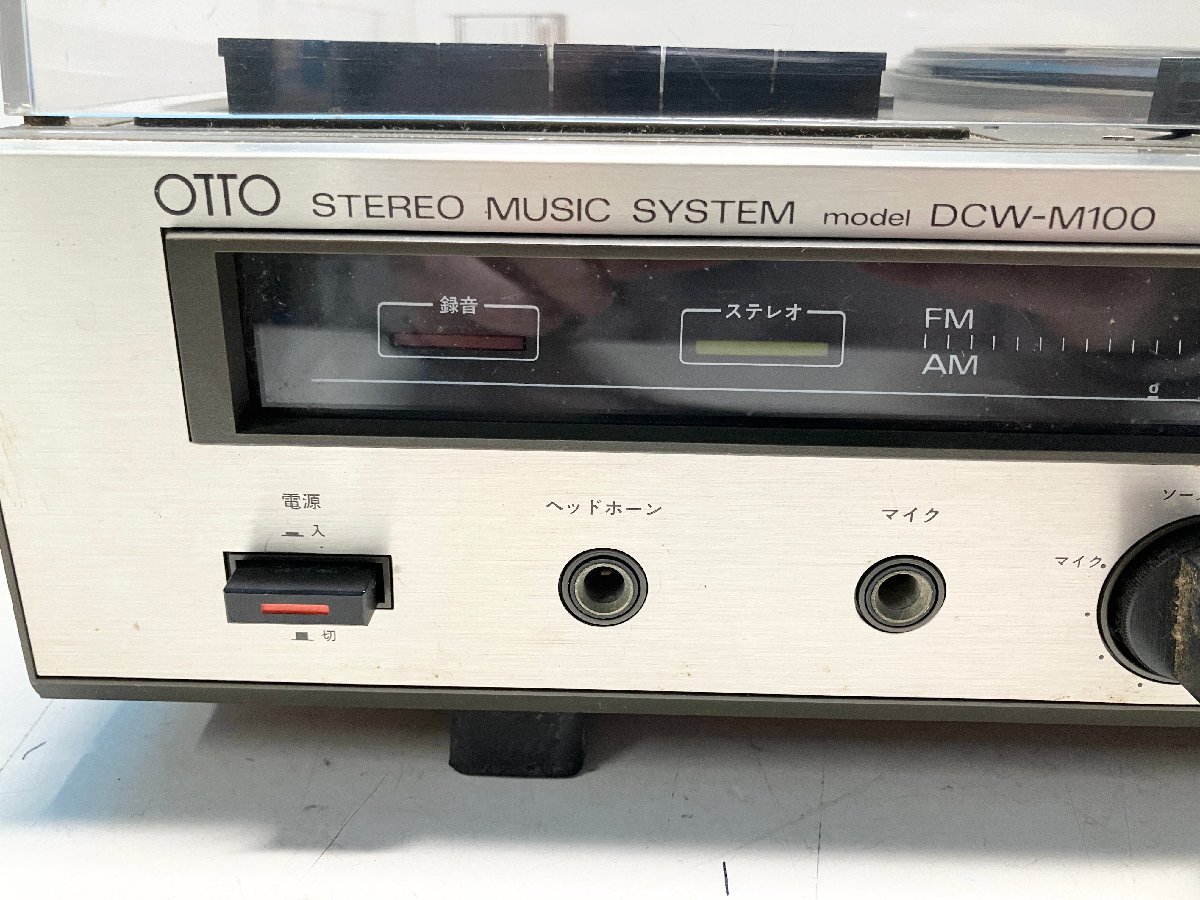 OTTO STEREO MUSIC SYSTEM model DCW-M100
録音
ステレオ
FM
AM
電源
入
切
ヘッドホーン
マイク
マイク